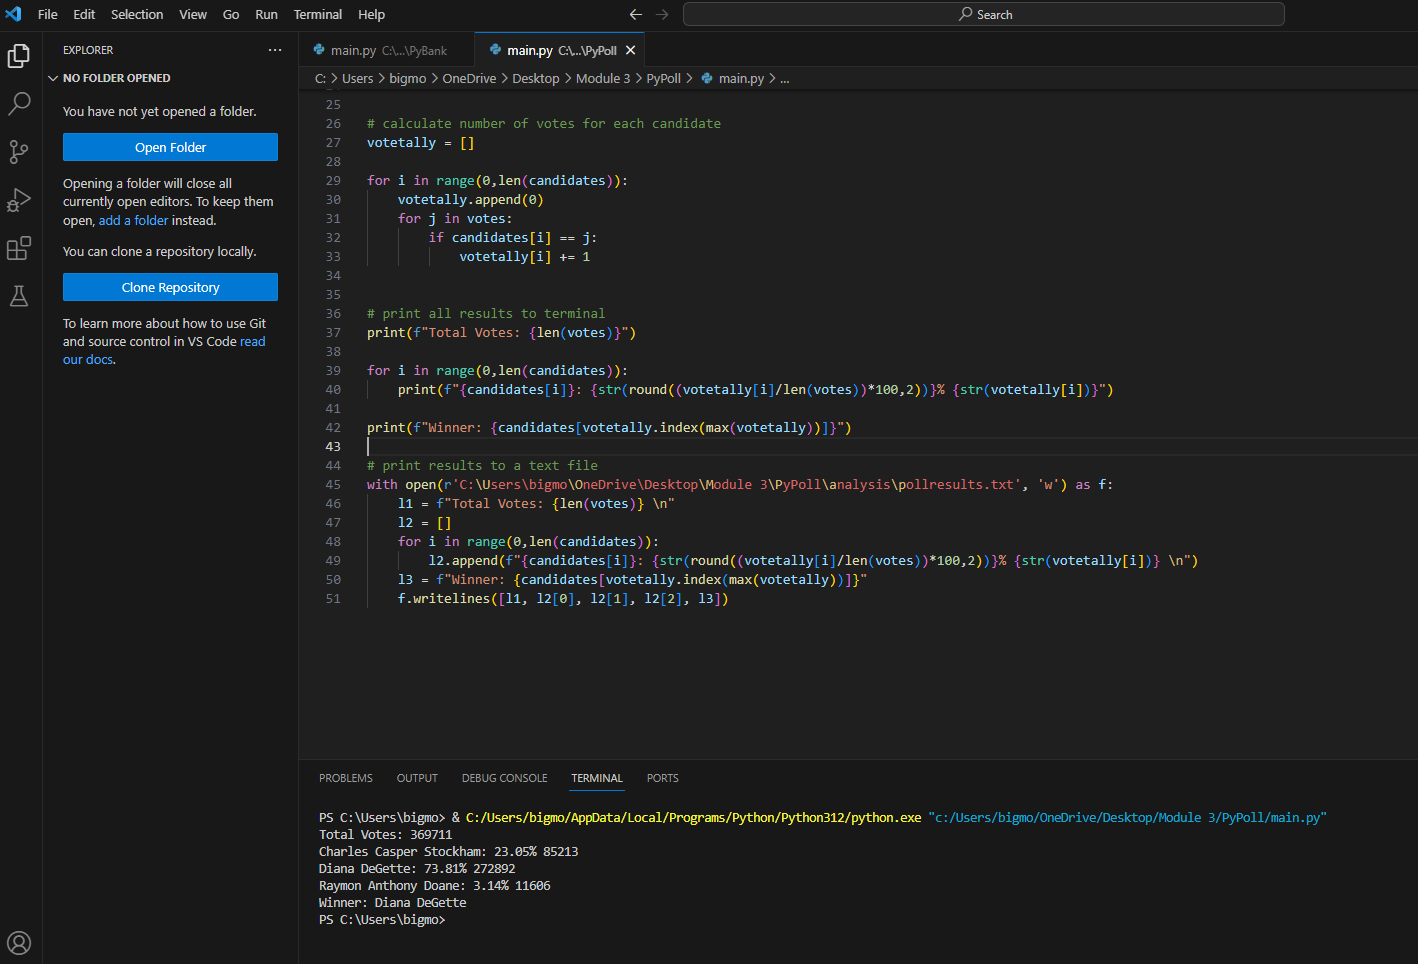 File Edit Selection View Go Run Terminal Help
Search
EXPLORER
NO FOLDER OPENED
You have not yet opened a folder.
Open Folder
Opening a folder will close all
currently open editors. To keep them
open, add a folder instead.
You can clone a repository locally.
Clone Repository
To learn more about how to use Git
and source control in VS Code read
our docs.
main.py C:\...\PyBank
main.py C:\...\PyPoll
C: > Users > bigmo > OneDrive > Desktop > Module 3 > PyPoll > main.py > ...
25
26 # calculate number of votes for each candidate
27 votetally = []
28
29 for i in range(0,len(candidates)):
30     votetally.append(0)
31     for j in votes:
32         if candidates[i] == j:
33             votetally[i] += 1
34
35
36 # print all results to terminal
37 print(f"Total Votes: {len(votes)}")
38
39 for i in range(0,len(candidates)):
40     print(f"{candidates[i]}: {str(round((votetally[i]/len(votes))*100,2))}% {str(votetally[i])}")
41
42 print(f"Winner: {candidates[votetally.index(max(votetally))]}")
43
44 # print results to a text file
45 with open(r'C:\Users\bigmo\OneDrive\Desktop\Module 3\PyPoll\analysis\pollresults.txt', 'w') as f:
46     l1 = f"Total Votes: {len(votes)} \n"
47     l2 = []
48     for i in range(0,len(candidates)):
49         l2.append(f"{candidates[i]}: {str(round((votetally[i]/len(votes))*100,2))}% {str(votetally[i])} \n")
50     l3 = f"Winner: {candidates[votetally.index(max(votetally))]}"
51     f.writelines([l1, l2[0], l2[1], l2[2], l3])
PROBLEMS OUTPUT DEBUG CONSOLE TERMINAL PORTS
PS C:\Users\bigmo> & C:/Users/bigmo/AppData/Local/Programs/Python/Python312/python.exe "c:/Users/bigmo/OneDrive/Desktop/Module 3/PyPoll/main.py"
Total Votes: 369711
Charles Casper Stockham: 23.05% 85213
Diana DeGette: 73.81% 272892
Raymon Anthony Doane: 3.14% 11606
Winner: Diana DeGette
PS C:\Users\bigmo>